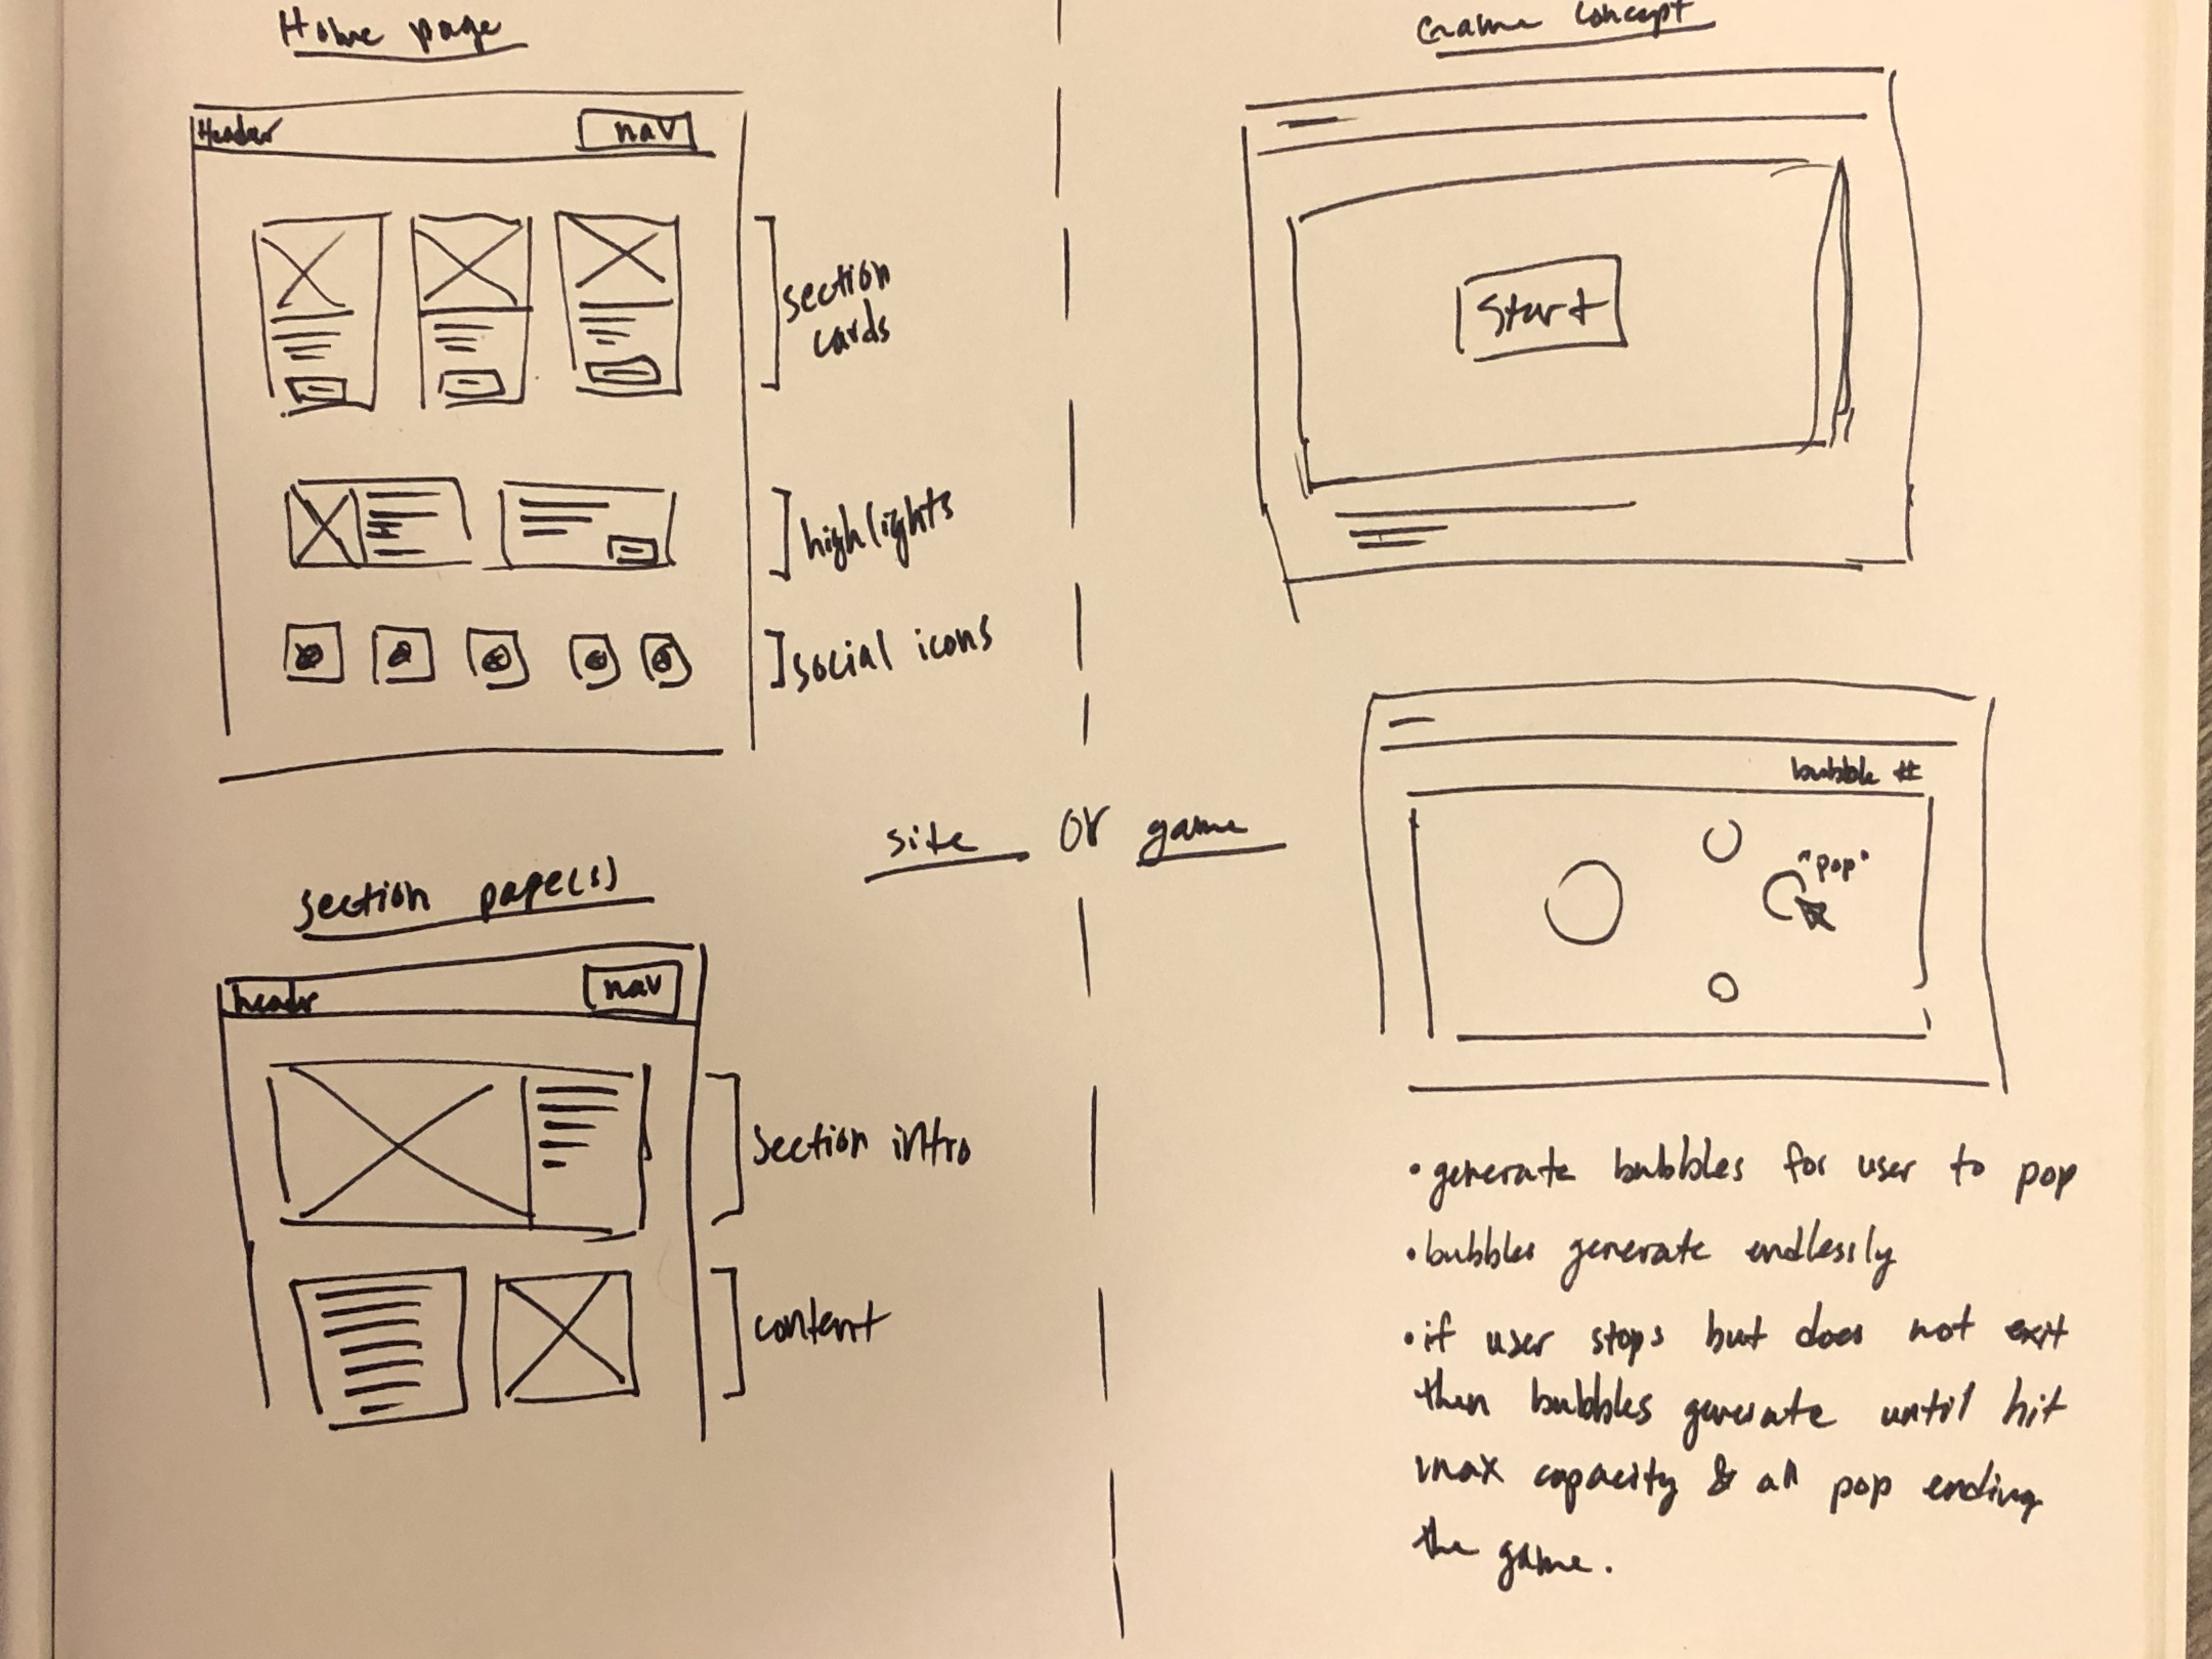 Home page
Header
nav
section
cards
highlights
social icons
section page(s)
header
nav
section intro
content
site or game
Game Concept
Start
bubble #
"pop"
• generate bubbles for user to pop
• bubbles generate endlessly
• if user stops but does not exit
then bubbles generate until hit
max capacity & all pop ending
the game.